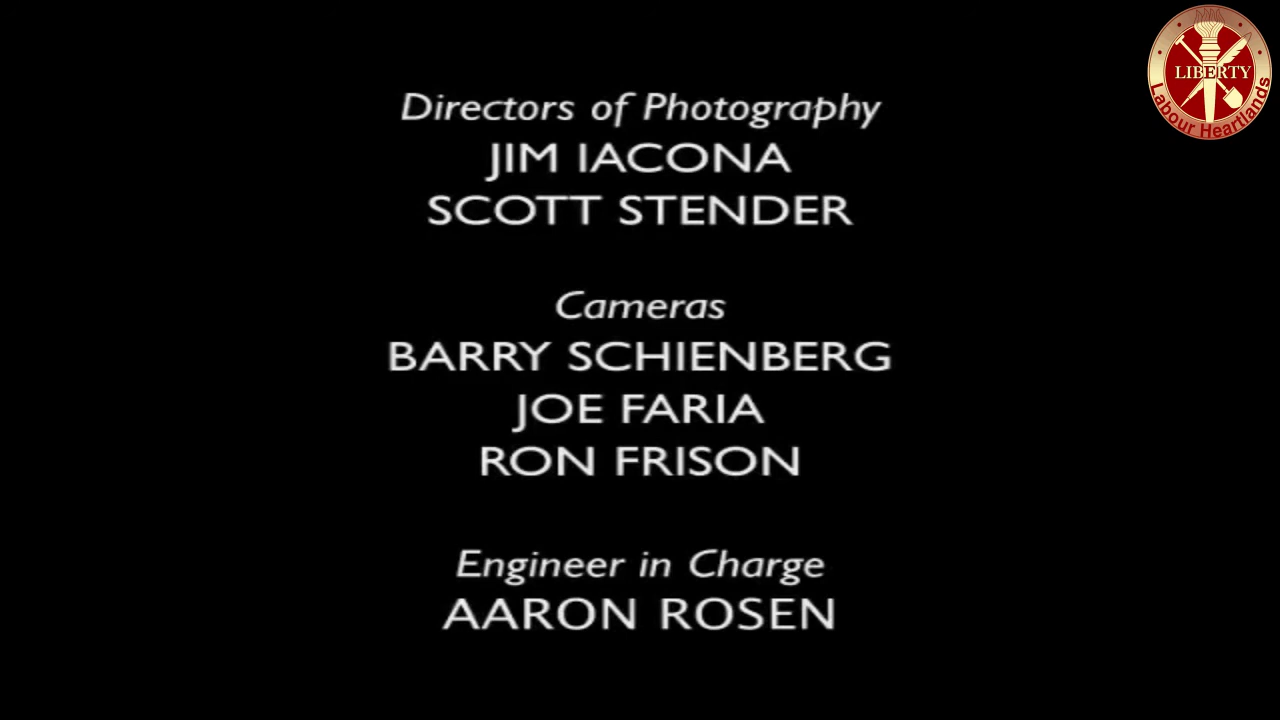 Directors of Photography
JIM IACONA
SCOTT STENDER
Cameras
BARRY SCHIENBERG
JOE FARIA
RON FRISON
Engineer in Charge
AARON ROSEN
LIBERTY
Labour Heartlands